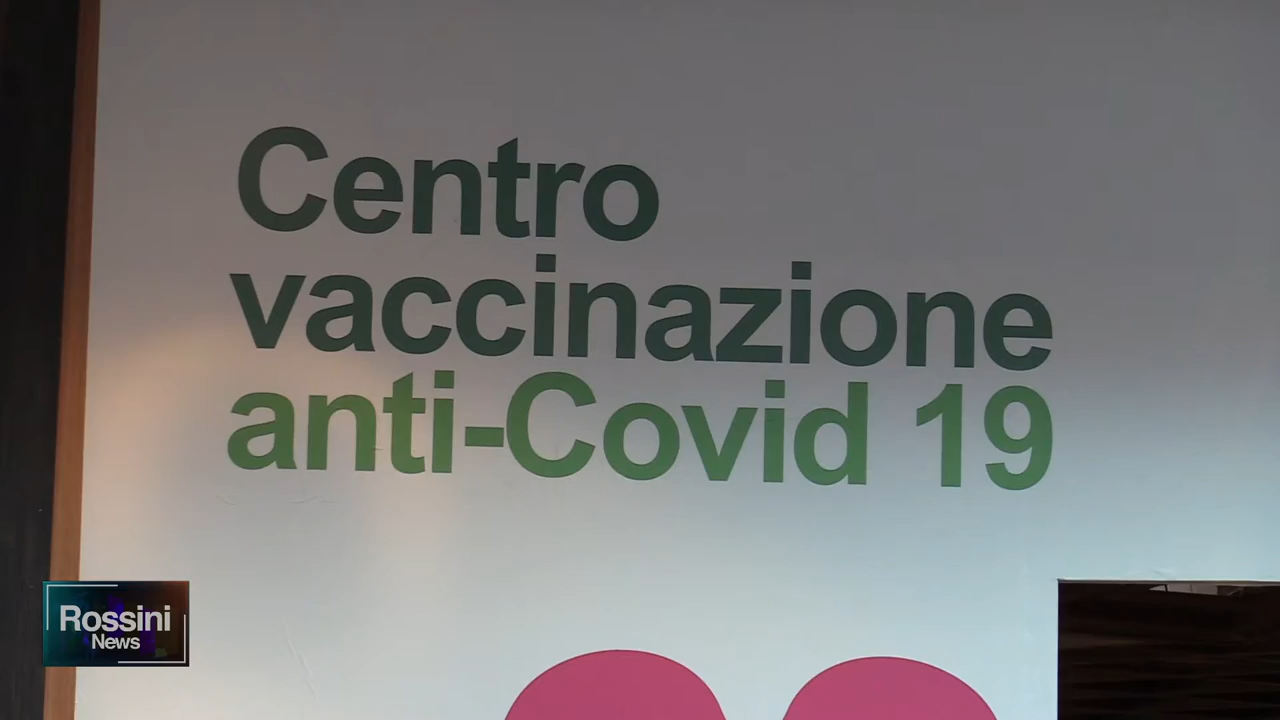 Centro
vaccinazione
anti-Covid 19
Rossini
News